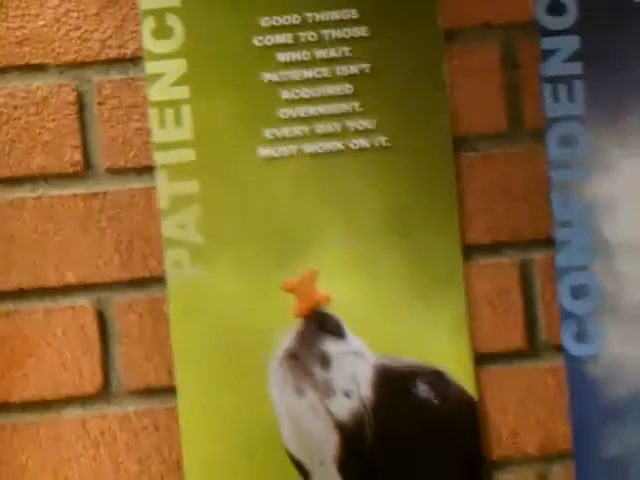 PATIENCE
GOOD THINGS
COME TO THOSE
WHO WAIT.
PATIENCE ISN'T
ACQUIRED
OVERNIGHT.
EVERY DAY YOU
MUST WORK ON IT.
CONFIDENC